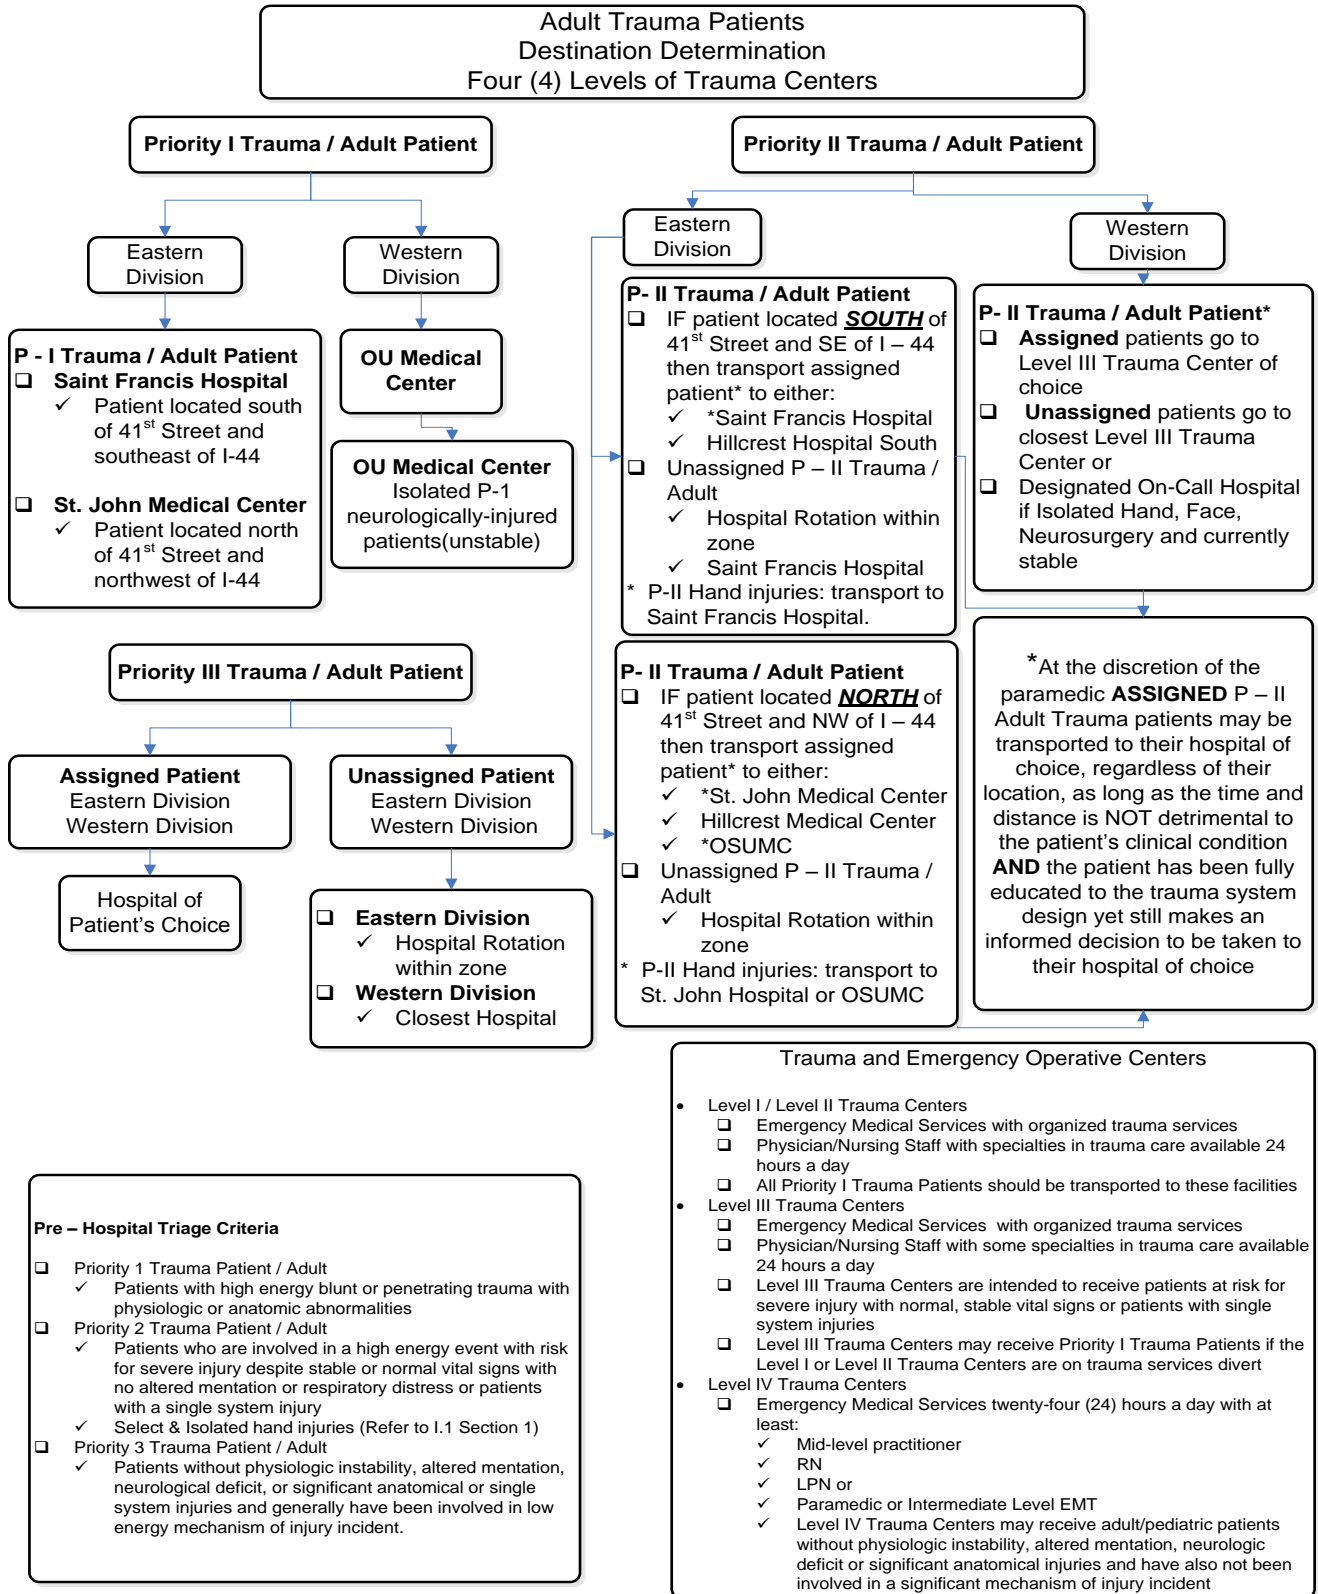 Adult Trauma Patients
Destination Determination
Four (4) Levels of Trauma Centers
Priority I Trauma / Adult Patient
Eastern
Division
Western
Division
P - I Trauma / Adult Patient
❑ Saint Francis Hospital
✓ Patient located south
of 41st Street and
southeast of I-44
❑ St. John Medical Center
✓ Patient located north
of 41st Street and
northwest of I-44
OU Medical
Center
OU Medical Center
Isolated P-1
neurologically-injured
patients(unstable)
Priority II Trauma / Adult Patient
Eastern
Division
Western
Division
P- II Trauma / Adult Patient
❑ IF patient located SOUTH of
41st Street and SE of I – 44
then transport assigned
patient* to either:
✓ *Saint Francis Hospital
✓ Hillcrest Hospital South
❑ Unassigned P – II Trauma /
Adult
✓ Hospital Rotation within
zone
✓ Saint Francis Hospital
* P-II Hand injuries: transport to
Saint Francis Hospital.
P- II Trauma / Adult Patient
❑ IF patient located NORTH of
41st Street and NW of I – 44
then transport assigned
patient* to either:
✓ *St. John Medical Center
✓ Hillcrest Medical Center
✓ *OSUMC
❑ Unassigned P – II Trauma /
Adult
✓ Hospital Rotation within
zone
* P-II Hand injuries: transport to
St. John Hospital or OSUMC
P- II Trauma / Adult Patient*
❑ Assigned patients go to
Level III Trauma Center of
choice
❑ Unassigned patients go to
closest Level III Trauma
Center or
❑ Designated On-Call Hospital
if Isolated Hand, Face,
Neurosurgery and currently
stable
*At the discretion of the
paramedic ASSIGNED P – II
Adult Trauma patients may be
transported to their hospital of
choice, regardless of their
location, as long as the time and
distance is NOT detrimental to
the patient's clinical condition
AND the patient has been fully
educated to the trauma system
design yet still makes an
informed decision to be taken to
their hospital of choice
Priority III Trauma / Adult Patient
Assigned Patient
Eastern Division
Western Division
Hospital of
Patient's Choice
Unassigned Patient
Eastern Division
Western Division
❑ Eastern Division
✓ Hospital Rotation
within zone
❑ Western Division
✓ Closest Hospital
Pre – Hospital Triage Criteria
❑ Priority 1 Trauma Patient / Adult
✓ Patients with high energy blunt or penetrating trauma with
physiologic or anatomic abnormalities
❑ Priority 2 Trauma Patient / Adult
✓ Patients who are involved in a high energy event with risk
for severe injury despite stable or normal vital signs with
no altered mentation or respiratory distress or patients
with a single system injury
✓ Select & Isolated hand injuries (Refer to I.1 Section 1)
❑ Priority 3 Trauma Patient / Adult
✓ Patients without physiologic instability, altered mentation,
neurological deficit, or significant anatomical or single
system injuries and generally have been involved in low
energy mechanism of injury incident.
Trauma and Emergency Operative Centers
• Level I / Level II Trauma Centers
❑ Emergency Medical Services with organized trauma services
❑ Physician/Nursing Staff with specialties in trauma care available 24
hours a day
❑ All Priority I Trauma Patients should be transported to these facilities
• Level III Trauma Centers
❑ Emergency Medical Services with organized trauma services
❑ Physician/Nursing Staff with some specialties in trauma care available
24 hours a day
❑ Level III Trauma Centers are intended to receive patients at risk for
severe injury with normal, stable vital signs or patients with single
system injuries
❑ Level III Trauma Centers may receive Priority I Trauma Patients if the
Level I or Level II Trauma Centers are on trauma services divert
• Level IV Trauma Centers
❑ Emergency Medical Services twenty-four (24) hours a day with at
least:
✓ Mid-level practitioner
✓ RN
✓ LPN or
✓ Paramedic or Intermediate Level EMT
✓ Level IV Trauma Centers may receive adult/pediatric patients
without physiologic instability, altered mentation, neurologic
deficit or significant anatomical injuries and have also not been
involved in a significant mechanism of injury incident